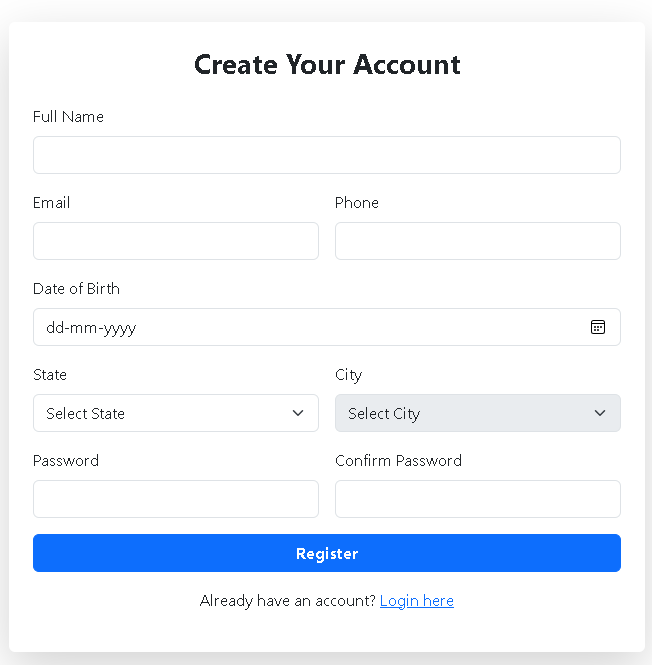 Create Your Account
Full Name
Email Phone
Date of Birth
dd-mm-yyyy
State City
Select State Select City
Password Confirm Password
Register
Already have an account? Login here